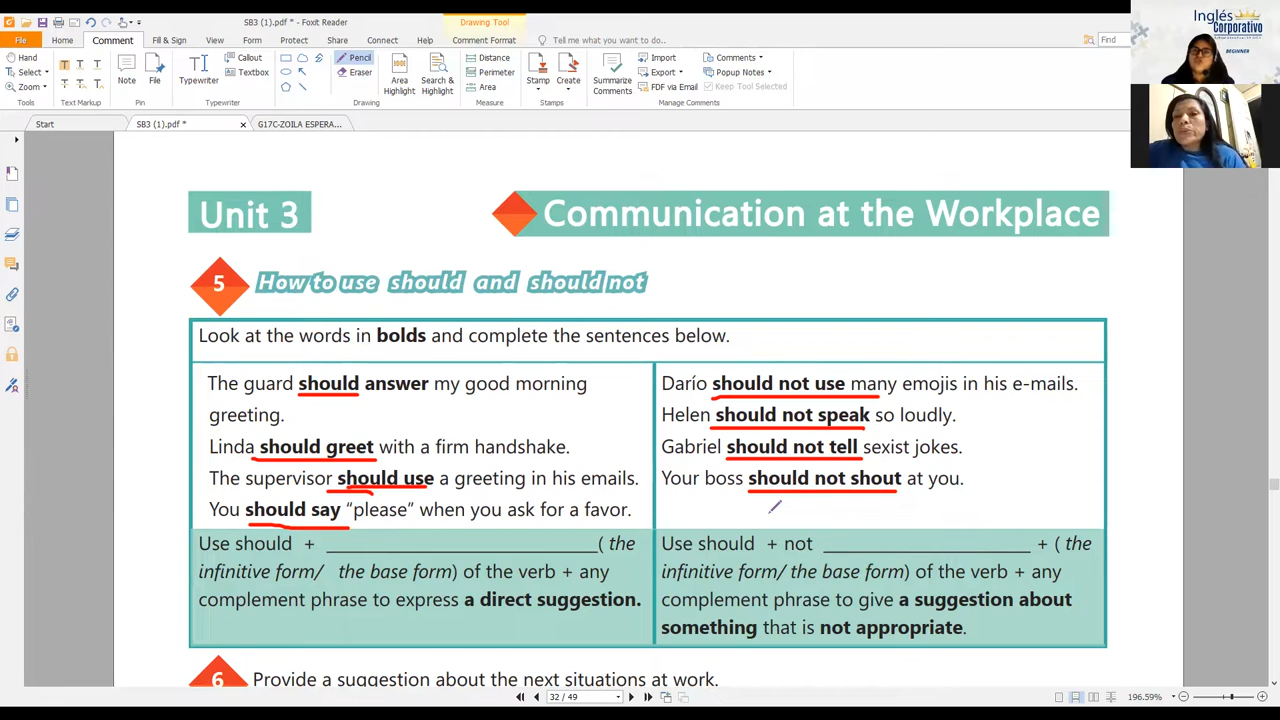 SB3 (1).pdf * - Foxit Reader
Drawing Tool
File Home Comment Fill & Sign View Form Protect Share Connect Help Comment Format Tell me what you want to do... Find
Hand
Select
Zoom
Tools
Text Markup
Note
File
Pin
Typewriter
Callout
Textbox
Typewriter
Pencil
Eraser
Drawing
Area
Highlight
Search &
Highlight
Distance
Perimeter
Area
Measure
Stamp
Create
Stamps
Summarize
Comments
Import
Export
FDF via Email
Comments
Popup Notes
Keep Tool Selected
Manage Comments
Inglés
Corporativo
BEGINNER
Start
SB3 (1).pdf *
G17C-ZOILA ESPERA...
Unit 3
Communication at the Workplace
5
How to use should and should not
Look at the words in bolds and complete the sentences below.
The guard should answer my good morning
greeting.
Linda should greet with a firm handshake.
The supervisor should use a greeting in his emails.
You should say “please” when you ask for a favor.
Darío should not use many emojis in his e-mails.
Helen should not speak so loudly.
Gabriel should not tell sexist jokes.
Your boss should not shout at you.
Use should + ____________________________( the
infinitive form/ the base form) of the verb + any
complement phrase to express a direct suggestion.
Use should + not _____________________ + ( the
infinitive form/ the base form) of the verb + any
complement phrase to give a suggestion about
something that is not appropriate.
6
Provide a suggestion about the next situations at work.
32 / 49
196.59%